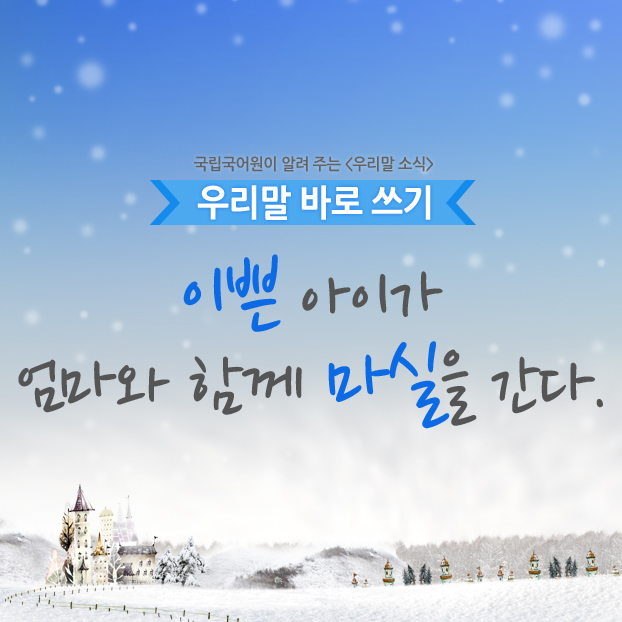 국립국어원이 알려 주는 <우리말 소식>
우리말 바로 쓰기
이쁜 아이가
엄마와 함께 마실을 간다.